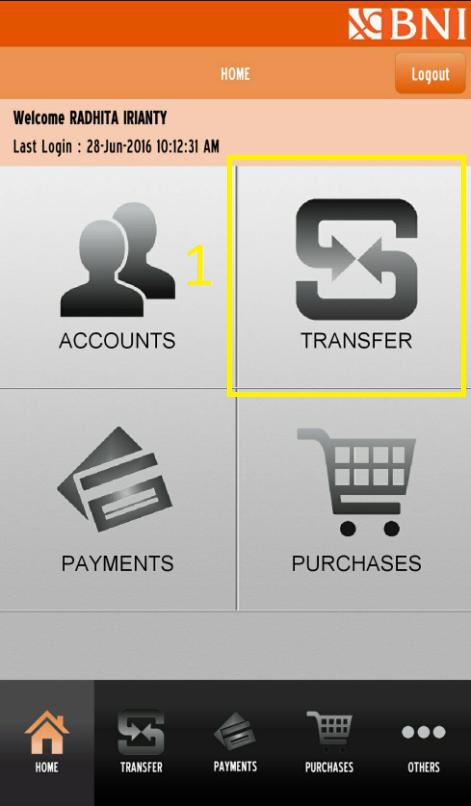 BNI
HOME
Logout
Welcome RADHITA IRIANTY
Last Login : 28-Jun-2016 10:12:31 AM
1
ACCOUNTS
TRANSFER
PAYMENTS
PURCHASES
HOME
TRANSFER
PAYMENTS
PURCHASES
OTHERS